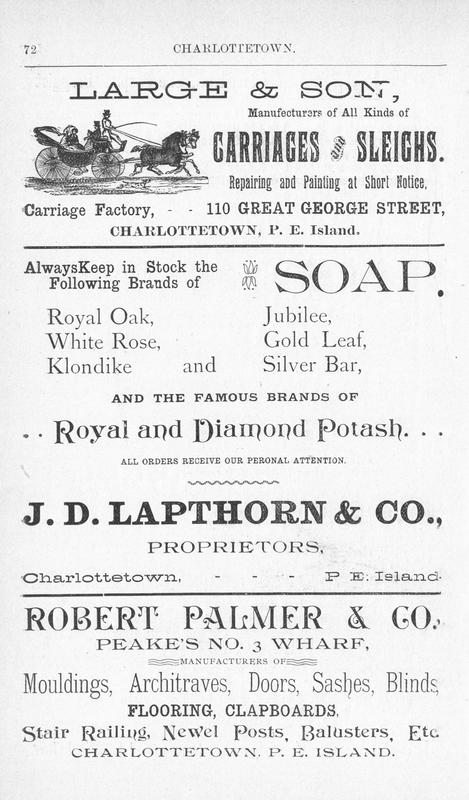 72 CHARLOTTETOWN.
LARGE & SON,
Manufacturers of All Kinds of
CARRIAGES and SLEIGHS.
Repairing and Painting at Short Notice,
Carriage Factory, - - 110 GREAT GEORGE STREET,
CHARLOTTETOWN, P. E. Island.
AlwaysKeep in Stock the
Following Brands of
SOAP.
Royal Oak, Jubilee,
White Rose, Gold Leaf,
Klondike and Silver Bar,
AND THE FAMOUS BRANDS OF
. . Royal and Diamond Potash. . .
ALL ORDERS RECEIVE OUR PERONAL ATTENTION.
J. D. LAPTHORN & CO.,
PROPRIETORS,
Charlottetown, - - - P E. Island.
ROBERT PALMER & CO.
PEAKE'S NO. 3 WHARF,
MANUFACTURERS OF
Mouldings, Architraves, Doors, Sashes, Blinds,
FLOORING, CLAPBOARDS,
Stair Railing, Newel Posts, Balusters, Etc
CHARLOTTETOWN. P. E. ISLAND.